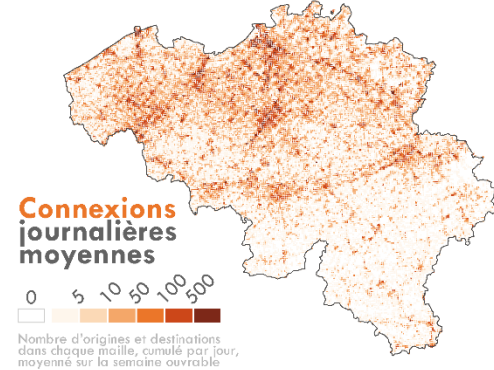 Connexions
journalières
moyennes
0 5 10 50 100 500
Nombre d'origines et destinations
dans chaque maille, cumulé par jour,
moyenné sur la semaine ouvrable